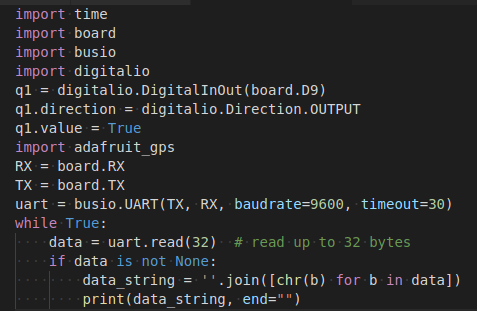 import time
import board
import busio
import digitalio
q1 = digitalio.DigitalInOut(board.D9)
q1.direction = digitalio.Direction.OUTPUT
q1.value = True
import adafruit_gps
RX = board.RX
TX = board.TX
uart = busio.UART(TX, RX, baudrate=9600, timeout=30)
while True:
    data = uart.read(32)  # read up to 32 bytes
    if data is not None:
        data_string = ''.join([chr(b) for b in data])
        print(data_string, end="")